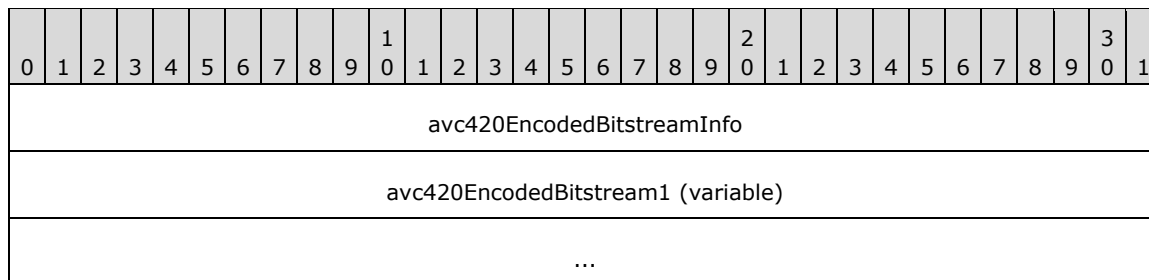 1 2 3
0 1 2 3 4 5 6 7 8 9 0 1 2 3 4 5 6 7 8 9 0 1 2 3 4 5 6 7 8 9 0 1
avc420EncodedBitstreamInfo
avc420EncodedBitstream1 (variable)
...